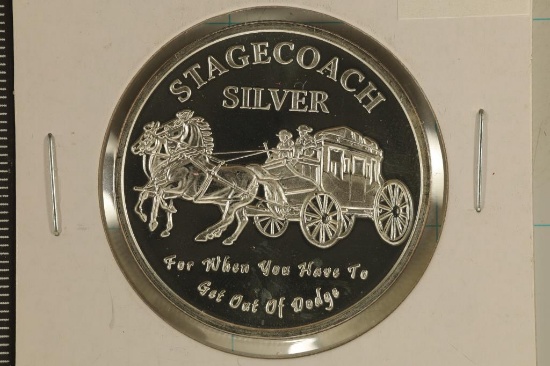 STAGECOACH
SILVER
For When You Have To
Get Out Of Dodge